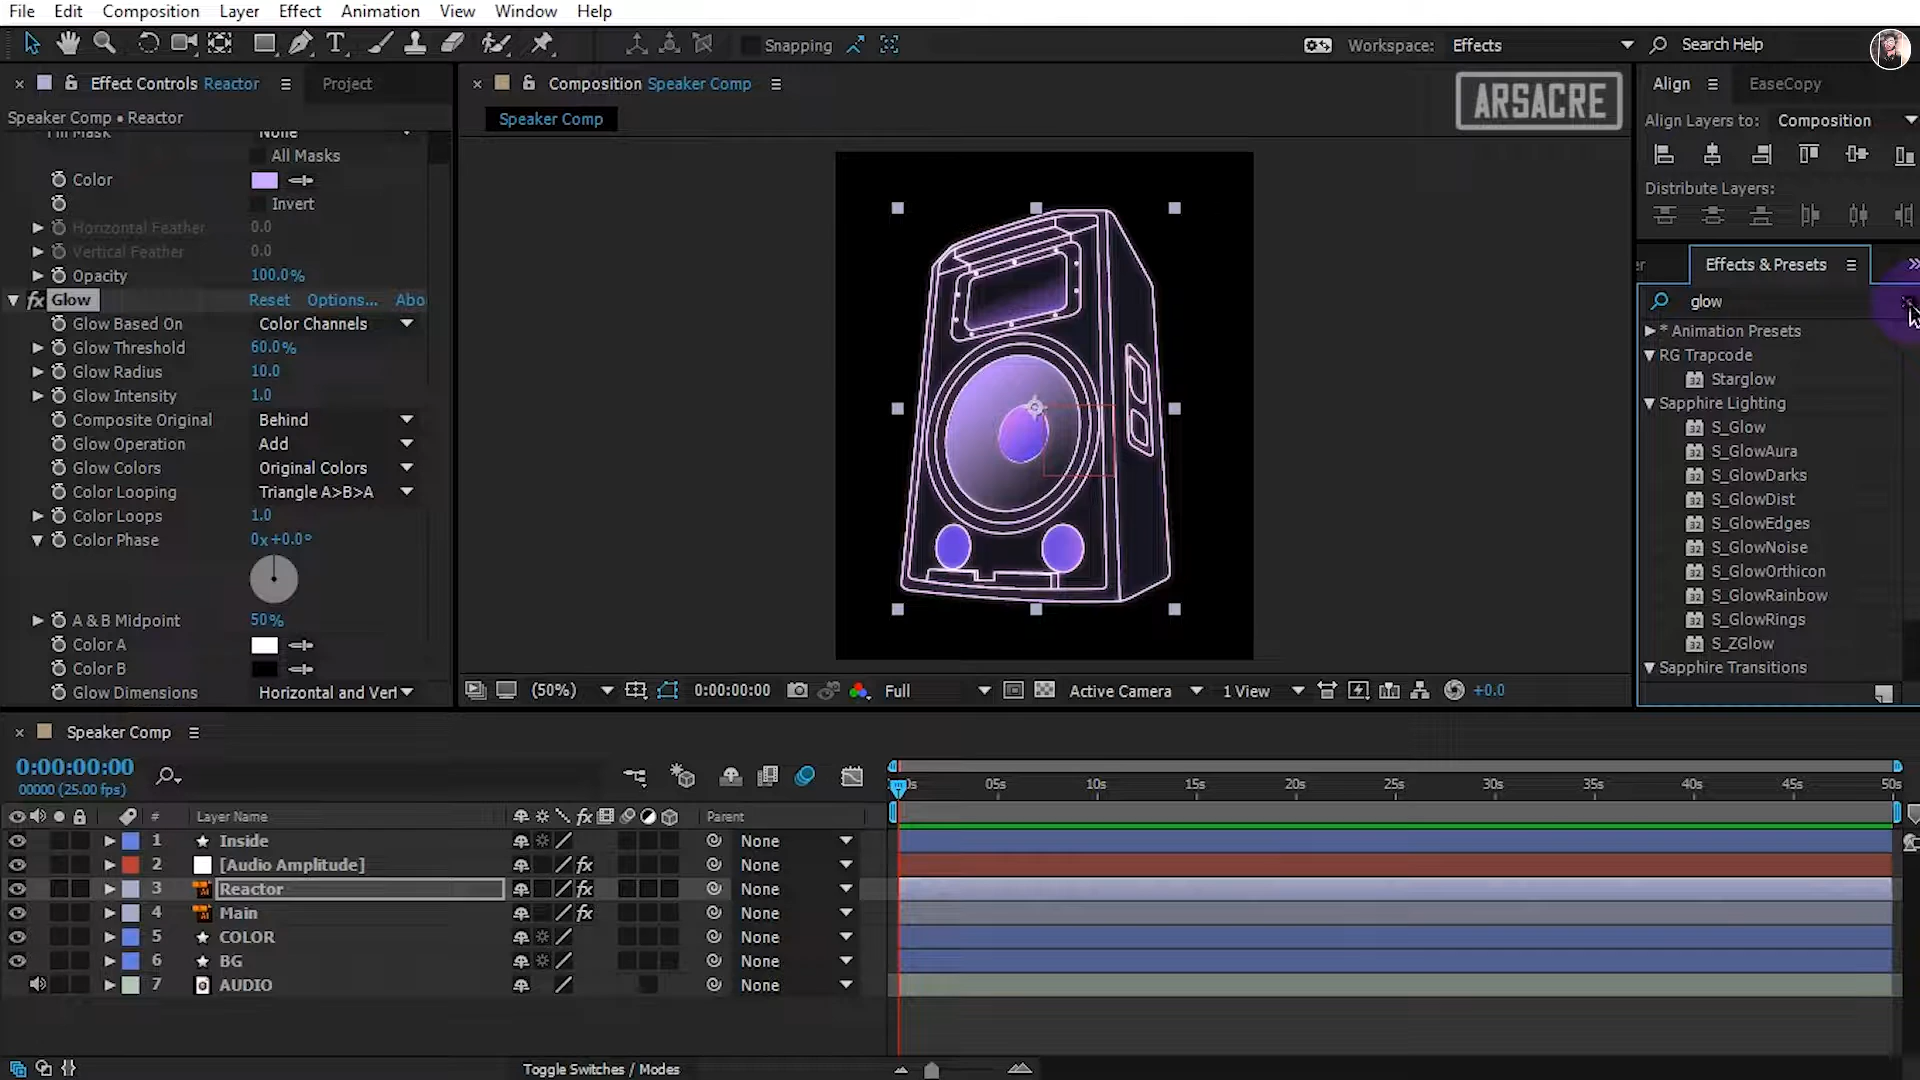 File Edit Composition Layer Effect Animation View Window Help
Snapping Workspace: Effects Search Help
Effect Controls Reactor Project
Speaker Comp • Reactor
Fill Mask None
All Masks
Color
Invert
Horizontal Feather 0.0
Vertical Feather 0.0
Opacity 100.0%
fx Glow Reset Options... Abo
Glow Based On Color Channels
Glow Threshold 60.0%
Glow Radius 10.0
Glow Intensity 1.0
Composite Original Behind
Glow Operation Add
Glow Colors Original Colors
Color Looping Triangle A>B>A
Color Loops 1.0
Color Phase 0x+0.0°
A & B Midpoint 50%
Color A
Color B
Glow Dimensions Horizontal and Vert
Composition Speaker Comp
Speaker Comp
ARSACRE
(50%) 0:00:00:00 Full Active Camera 1 View +0.0
Align EaseCopy
Align Layers to: Composition
Distribute Layers:
er Effects & Presets
glow
* Animation Presets
RG Trapcode
Starglow
Sapphire Lighting
S_Glow
S_GlowAura
S_GlowDarks
S_GlowDist
S_GlowEdges
S_GlowNoise
S_GlowOrthicon
S_GlowRainbow
S_GlowRings
S_ZGlow
Sapphire Transitions
Speaker Comp
0:00:00:00
00000 (25.00 fps)
0s 05s 10s 15s 20s 25s 30s 35s 40s 45s 50s
# Layer Name fx Parent
1 Inside None
2 [Audio Amplitude] fx None
3 Reactor fx None
4 Main fx None
5 COLOR None
6 BG None
7 AUDIO None
Toggle Switches / Modes